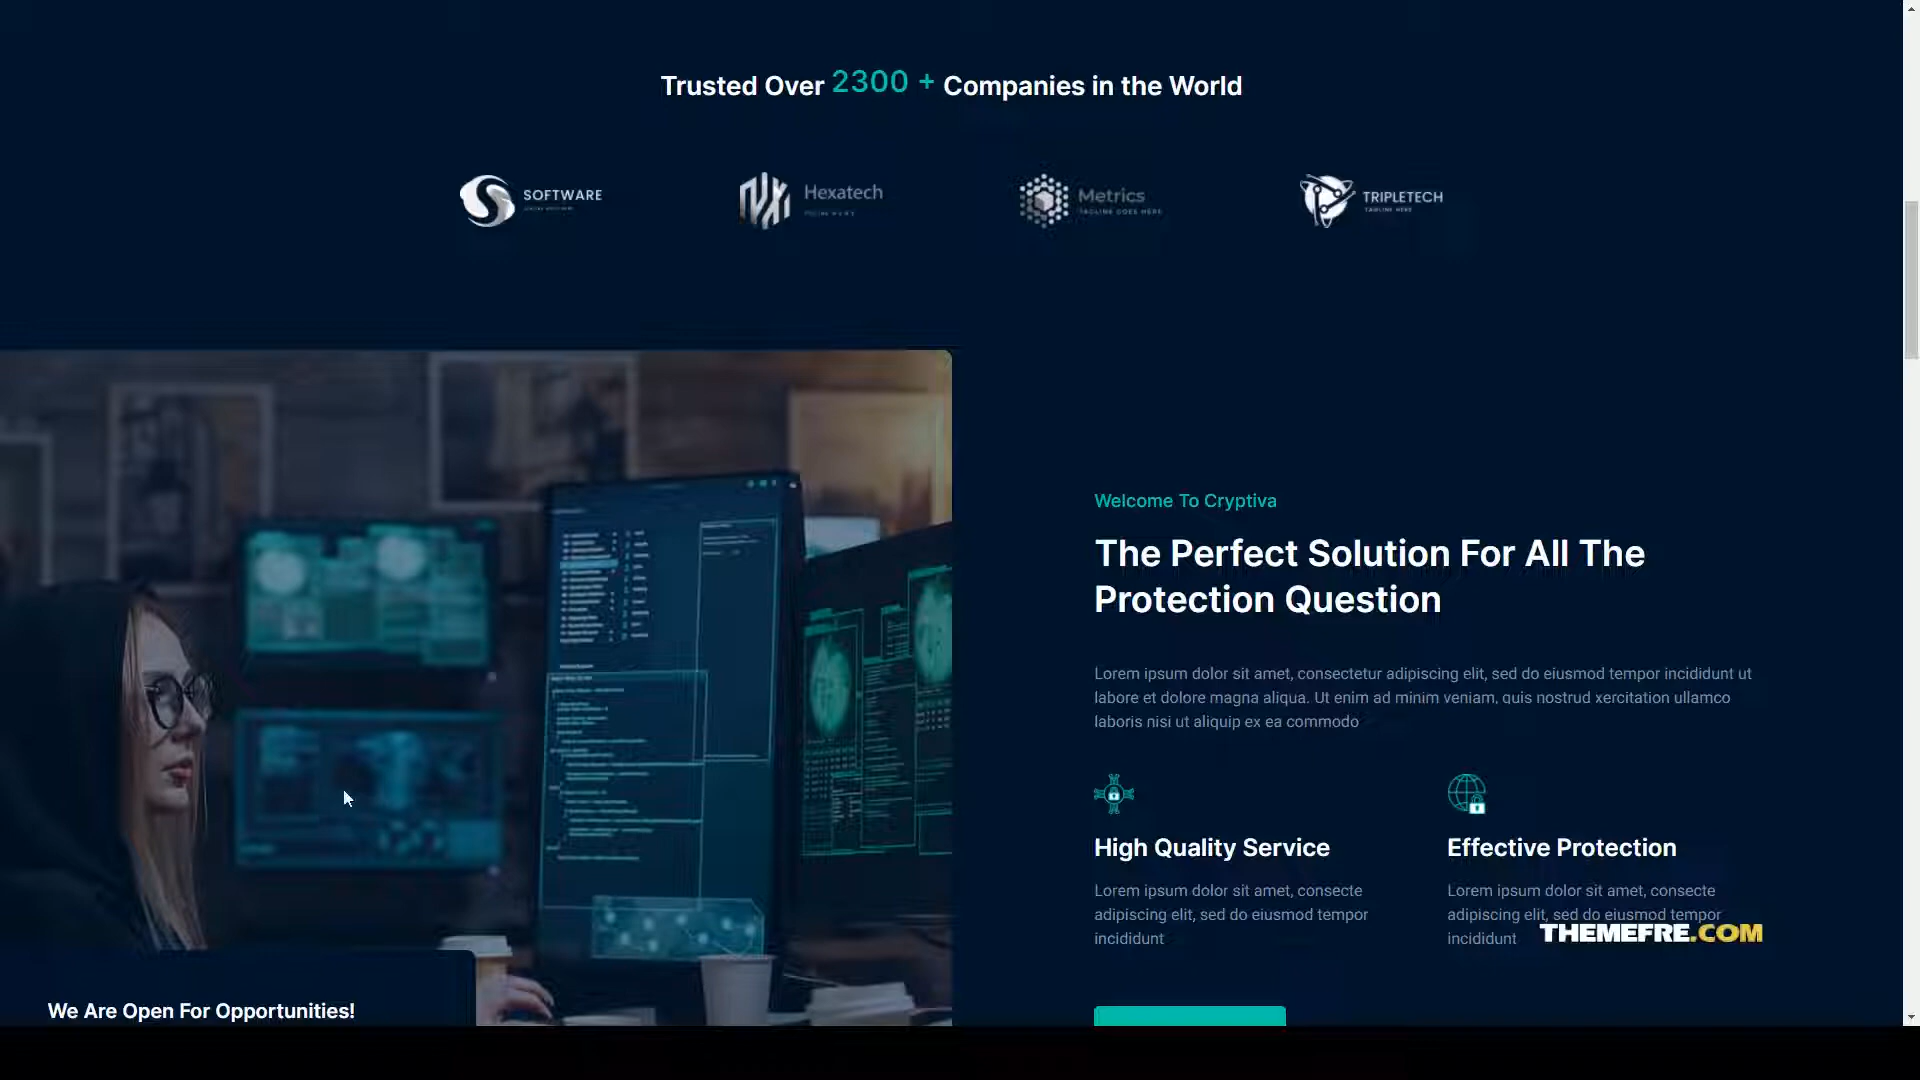 Trusted Over 2300 + Companies in the World
SOFTWARE
Hexatech
Metrics
TAGLINE GOES HERE
TRIPLETECH
TAGLINE HERE
Welcome To Cryptiva
The Perfect Solution For All The
Protection Question
Lorem ipsum dolor sit amet, consectetur adipiscing elit, sed do eiusmod tempor incididunt ut
labore et dolore magna aliqua. Ut enim ad minim veniam, quis nostrud xercitation ullamco
laboris nisi ut aliquip ex ea commodo
High Quality Service
Lorem ipsum dolor sit amet, consecte
adipiscing elit, sed do eiusmod tempor
incididunt
Effective Protection
Lorem ipsum dolor sit amet, consecte
adipiscing elit, sed do eiusmod tempor
incididunt
THEMEFRE.COM
We Are Open For Opportunities!